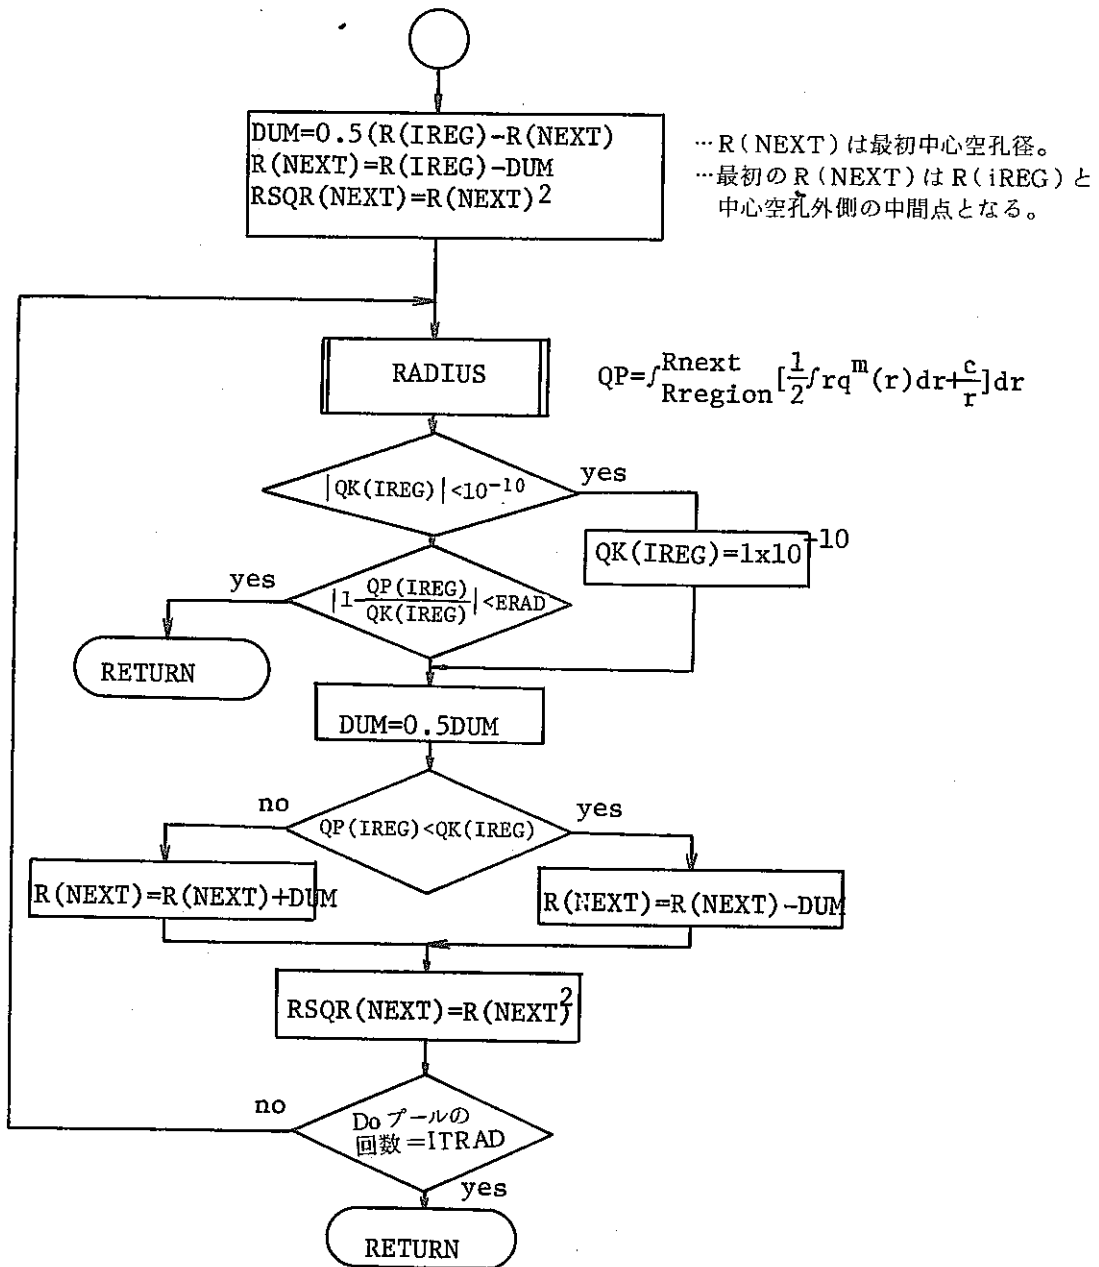 DUM=0.5(R(IREG)-R(NEXT)
R(NEXT)=R(IREG)-DUM
RSQR(NEXT)=R(NEXT)²
…R(NEXT)は最初中心空孔径。
…最初のR(NEXT)はR(iREG)と
中心空孔外側の中間点となる。
RADIUS
QP=∫Rnext Rregion[1/2∫rq^m(r)dr+c/r]dr
|QK(IREG)|<10⁻¹⁰
yes
QK(IREG)=1x10⁻¹⁰
yes
|1-QP(IREG)/QK(IREG)|<ERAD
RETURN
DUM=0.5DUM
no
QP(IREG)<QK(IREG)
yes
R(NEXT)=R(NEXT)+DUM
R(NEXT)=R(NEXT)-DUM
RSQR(NEXT)=R(NEXT)²
no
Doプールの
回数=ITRAD
yes
RETURN